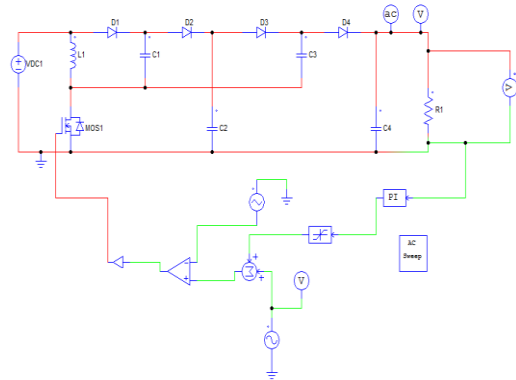 ac V
D1 D2 D3 D4
VDC1 L1 C1 C3
V
R1
MOS1
C2 C4
PI
AC
Sweep
V
Σ